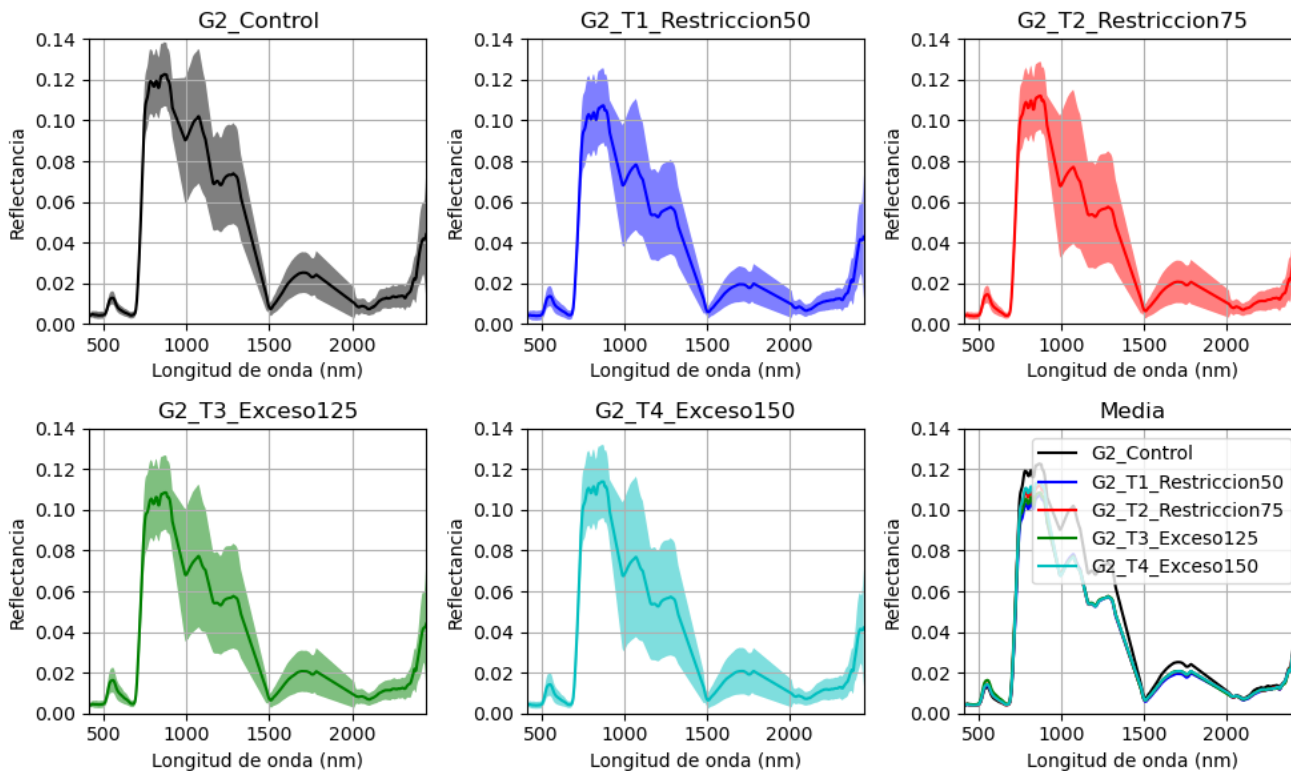 G2_Control
G2_T1_Restriccion50
G2_T2_Restriccion75
Reflectancia
0.14
0.12
0.10
0.08
0.06
0.04
0.02
0.00
500 1000 1500 2000
Longitud de onda (nm)
Reflectancia
0.14
0.12
0.10
0.08
0.06
0.04
0.02
0.00
500 1000 1500 2000
Longitud de onda (nm)
Reflectancia
0.14
0.12
0.10
0.08
0.06
0.04
0.02
0.00
500 1000 1500 2000
Longitud de onda (nm)
G2_T3_Exceso125
G2_T4_Exceso150
Media
Reflectancia
0.14
0.12
0.10
0.08
0.06
0.04
0.02
0.00
500 1000 1500 2000
Longitud de onda (nm)
Reflectancia
0.14
0.12
0.10
0.08
0.06
0.04
0.02
0.00
500 1000 1500 2000
Longitud de onda (nm)
Reflectancia
0.14
0.12
0.10
0.08
0.06
0.04
0.02
0.00
G2_Control
G2_T1_Restriccion50
G2_T2_Restriccion75
G2_T3_Exceso125
G2_T4_Exceso150
500 1000 1500 2000
Longitud de onda (nm)